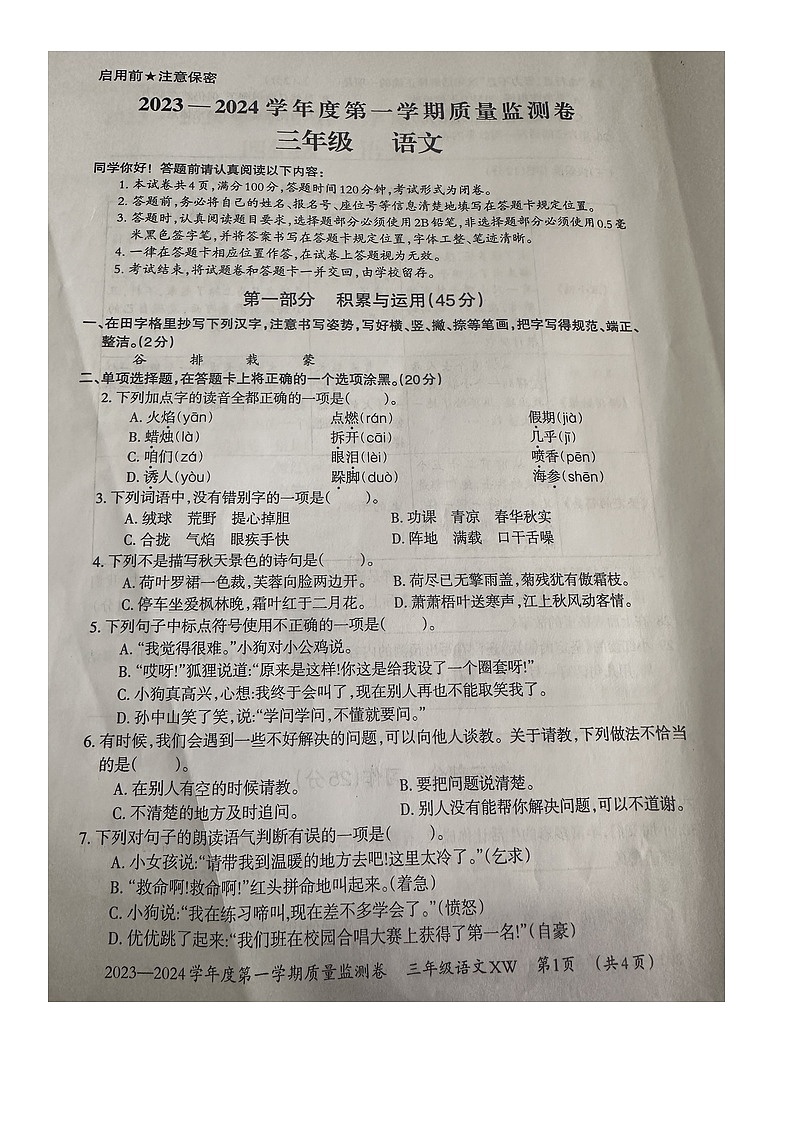 启用前★注意保密
2023—2024学年度第一学期质量监测卷
三年级 语文
同学你好！答题前请认真阅读以下内容：
1. 本试卷共4页，满分100分，答题时间120分钟，考试形式为闭卷。
2. 答题前，务必将自己的姓名、报名号、座位号等信息清楚地填写在答题卡规定位置。
3. 答题时，认真阅读题目要求，选择题部分必须使用2B铅笔，非选择题部分必须使用0.5毫
米黑色签字笔，并将答案书写在答题卡规定位置，字体工整、笔迹清晰。
4. 一律在答题卡相应位置作答，在试卷上答题视为无效。
5. 考试结束，将试题卷和答题卡一并交回，由学校留存。
第一部分 积累与运用(45分)
一、在田字格里抄写下列汉字，注意书写姿势，写好横、竖、撇、捺等笔画，把字写得规范、端正、
整洁。(2分)
谷 排 栽 蒙
二、单项选择题，在答题卡上将正确的一个选项涂黑。(20分)
2. 下列加点字的读音全都正确的一项是( )。
A. 火焰(yān) 点燃(rán) 假期(jià)
B. 蜡烛(là) 拆开(cāi) 几乎(jī)
C. 咱们(zá) 眼泪(lèi) 喷香(pēn)
D. 诱人(yòu) 跺脚(duò) 海参(shēn)
3. 下列词语中，没有错别字的一项是( )。
A. 绒球 荒野 提心掉胆 B. 功课 青凉 春华秋实
C. 合拢 气焰 眼疾手快 D. 阵地 满载 口干舌噪
4. 下列不是描写秋天景色的诗句是( )。
A. 荷叶罗裙一色裁，芙蓉向脸两边开。 B. 荷尽已无擎雨盖，菊残犹有傲霜枝。
C. 停车坐爱枫林晚，霜叶红于二月花。 D. 萧萧梧叶送寒声，江上秋风动客情。
5. 下列句子中标点符号使用不正确的一项是( )。
A. “我觉得很难。”小狗对小公鸡说。
B. “哎呀！”狐狸说道：“原来是这样！你这是给我设了一个圈套呀！”
C. 小狗真高兴，心想：我终于会叫了，现在别人再也不能取笑我了。
D. 孙中山笑了笑，说：“学问学问，不懂就要问。”
6. 有时候，我们会遇到一些不好解决的问题，可以向他人谈教。关于请教，下列做法不恰当
的是( )。
A. 在别人有空的时候请教。 B. 要把问题说清楚。
C. 不清楚的地方及时追问。 D. 别人没有能帮你解决问题，可以不道谢。
7. 下列对句子的朗读语气判断有误的一项是( )。
A. 小女孩说：“请带我到温暖的地方去吧！这里太冷了。”(乞求)
B. “救命啊！救命啊！”红头拼命地叫起来。(着急)
C. 小狗说：“我在练习啼叫，现在差不多学会了。”(愤怒)
D. 优优跳了起来：“我们班在校园合唱大赛上获得了第一名！”(自豪)
2023—2024学年度第一学期质量监测卷 三年级语文XW 第1页 (共4页)